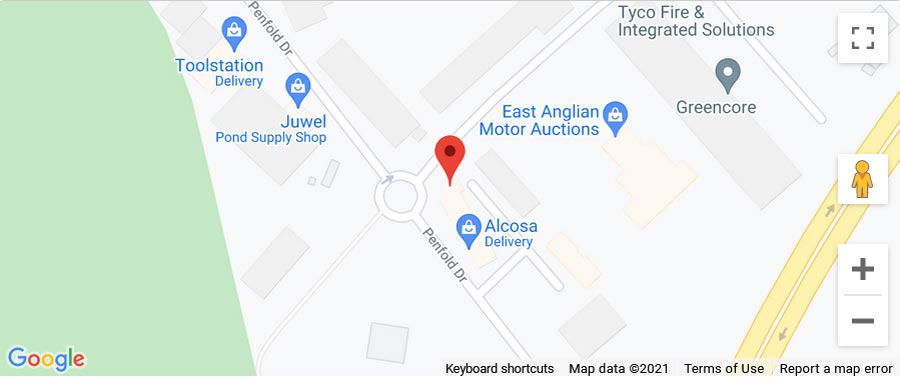 Penfold Dr
Tyco Fire &
Integrated Solutions
Toolstation
Delivery
Juwel
Pond Supply Shop
East Anglian
Motor Auctions
Greencore
Alcosa
Delivery
Penfold Dr
Google
Keyboard shortcuts
Map data ©2021
Terms of Use
Report a map error